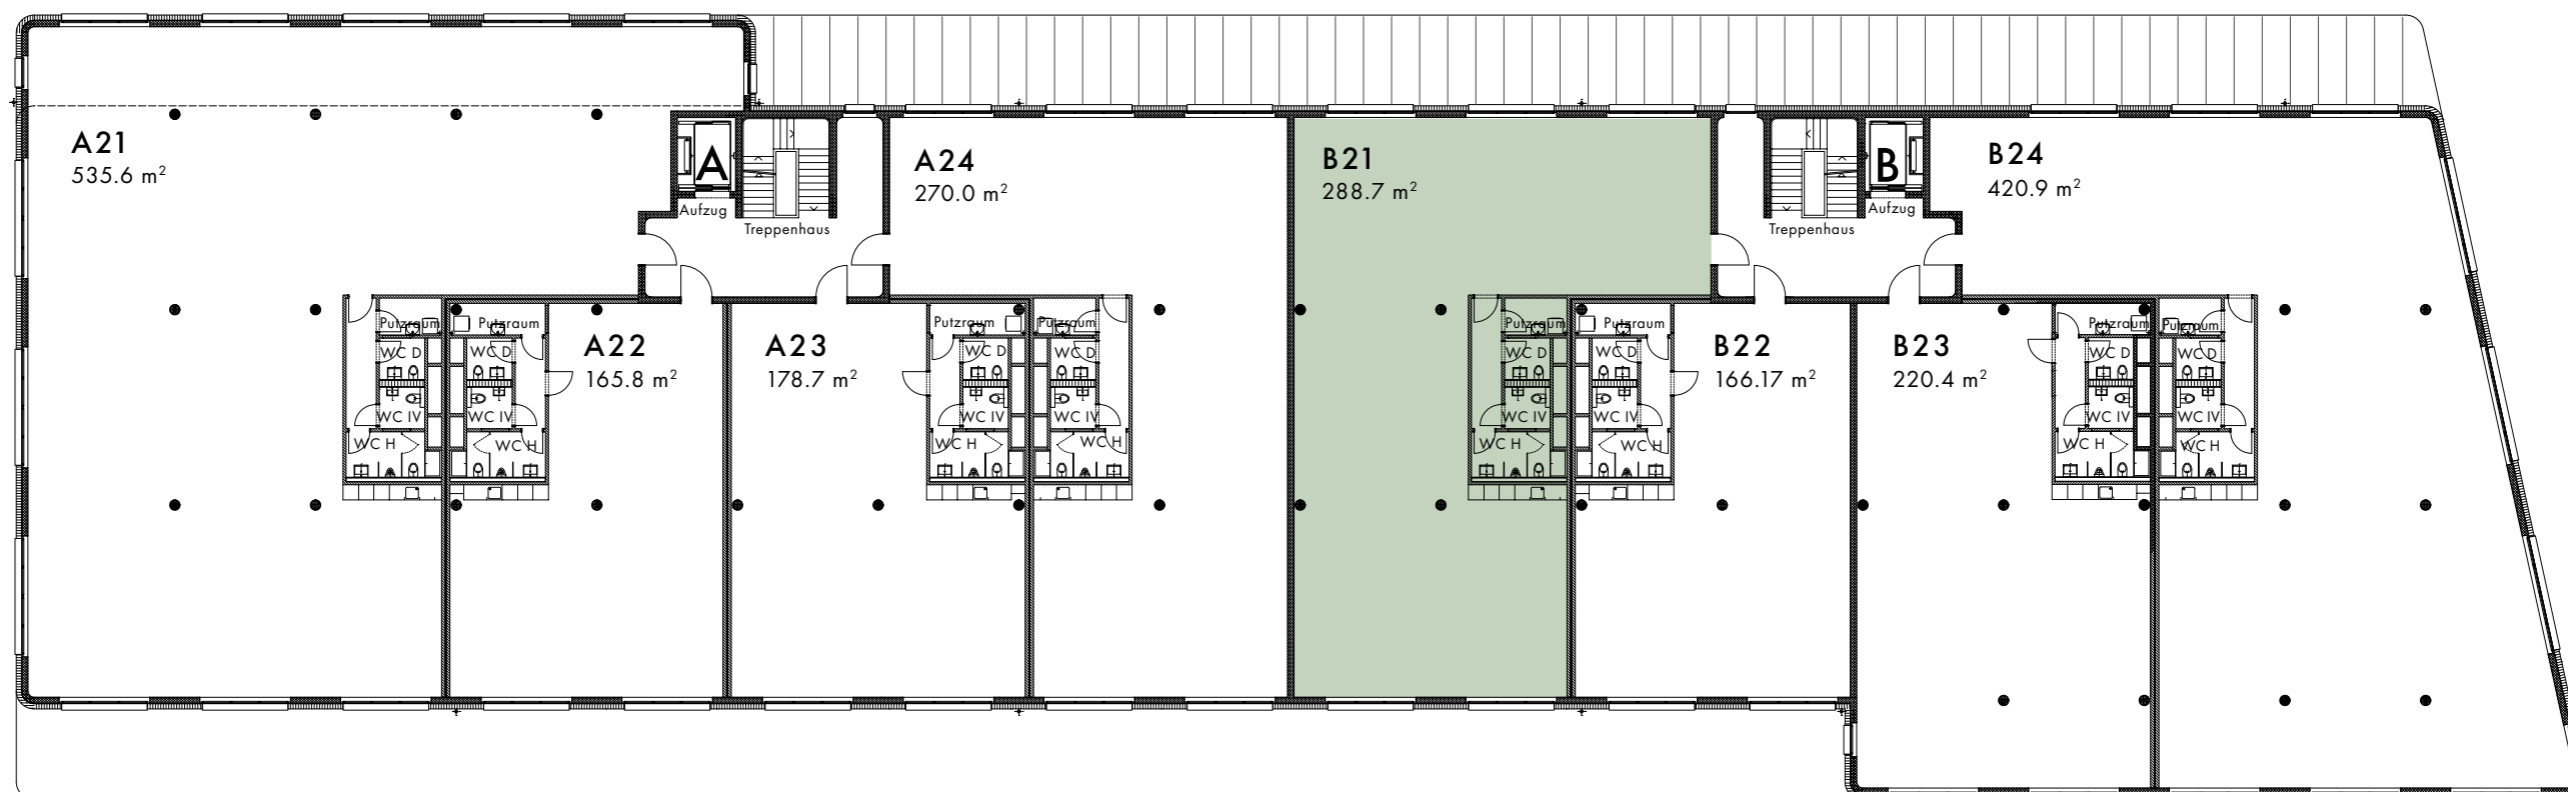 A21
535.6 m²
A
Aufzug
Treppenhaus
A24
270.0 m²
B21
288.7 m²
Treppenhaus
B
Aufzug
B24
420.9 m²
Putzraum
WC D
WC IV
WC H
Putzraum
WC D
WC IV
WC H
A22
165.8 m²
A23
178.7 m²
Putzraum
WC D
WC IV
WC H
Putzraum
WC D
WC IV
WC H
Putzraum
WC D
WC IV
WC H
Putzraum
WC D
WC IV
WC H
B22
166.17 m²
B23
220.4 m²
Putzraum
WC D
WC IV
WC H
Putzraum
WC D
WC IV
WC H